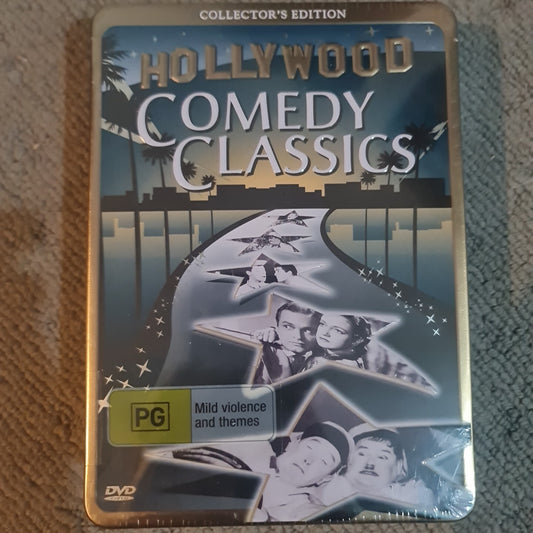 COLLECTOR'S EDITION
HOLLYWOOD
COMEDY
CLASSICS
PG
Mild violence
and themes
DVD